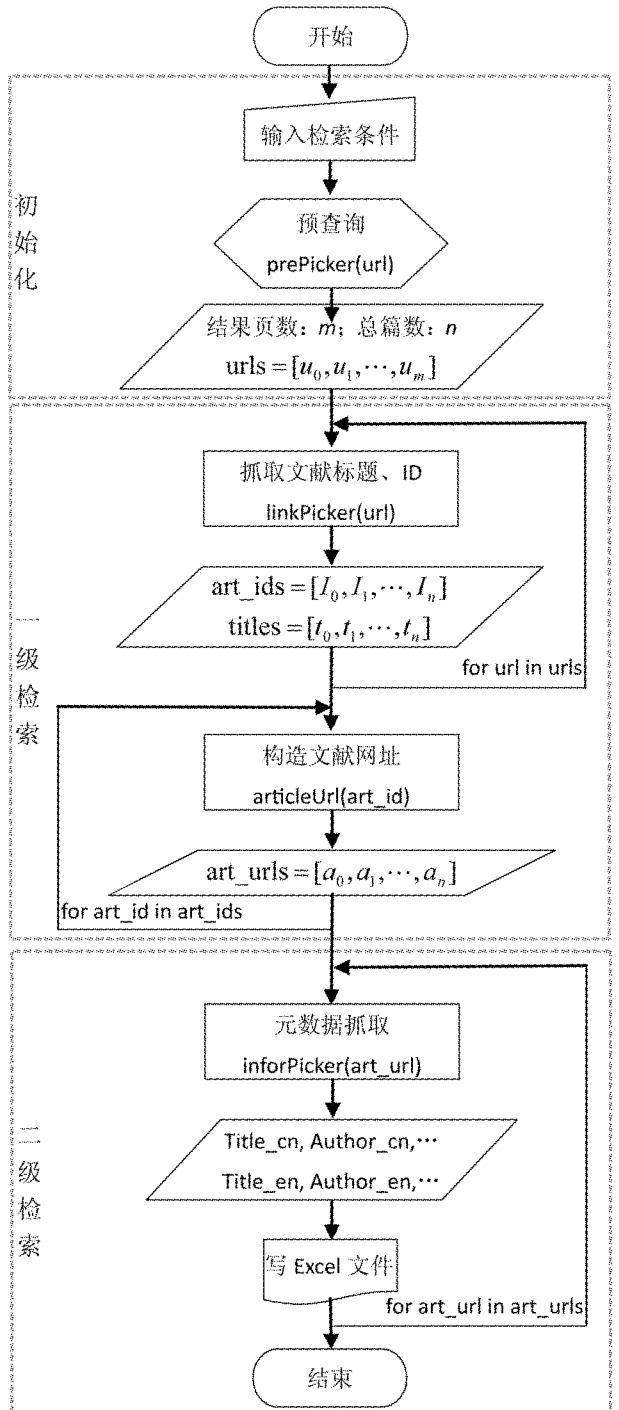 开始
输入检索条件
初始化
预查询
prePicker(url)
结果页数：m；总篇数：n
urls = [u₀, u₁, ⋯, uₘ]
抓取文献标题、ID
linkPicker(url)
art_ids = [I₀, I₁, ⋯, Iₙ]
titles = [t₀, t₁, ⋯, tₙ]
for url in urls
一级检索
构造文献网址
articleUrl(art_id)
art_urls = [a₀, a₁, ⋯, aₙ]
for art_id in art_ids
元数据抓取
inforPicker(art_url)
Title_cn, Author_cn,⋯
Title_en, Author_en,⋯
二级检索
写 Excel 文件
for art_url in art_urls
结束